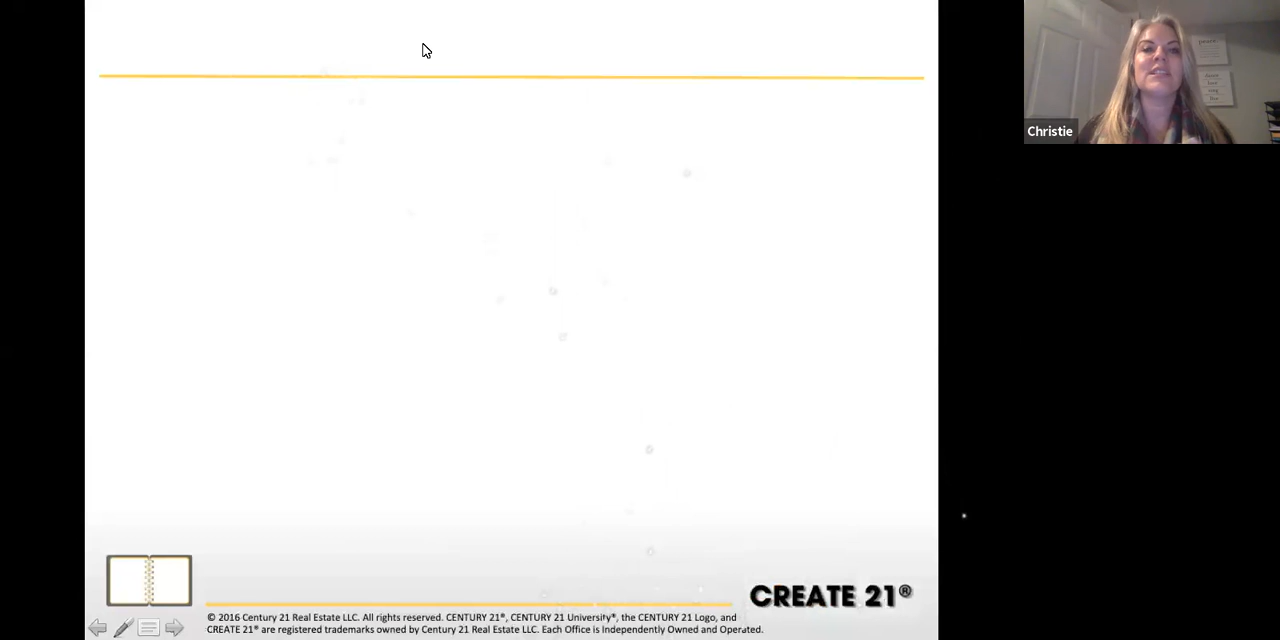 Christie
CREATE 21®
© 2016 Century 21 Real Estate LLC. All rights reserved. CENTURY 21®, CENTURY 21 University®, the CENTURY 21 Logo, and
CREATE 21® are registered trademarks owned by Century 21 Real Estate LLC. Each Office is Independently Owned and Operated.